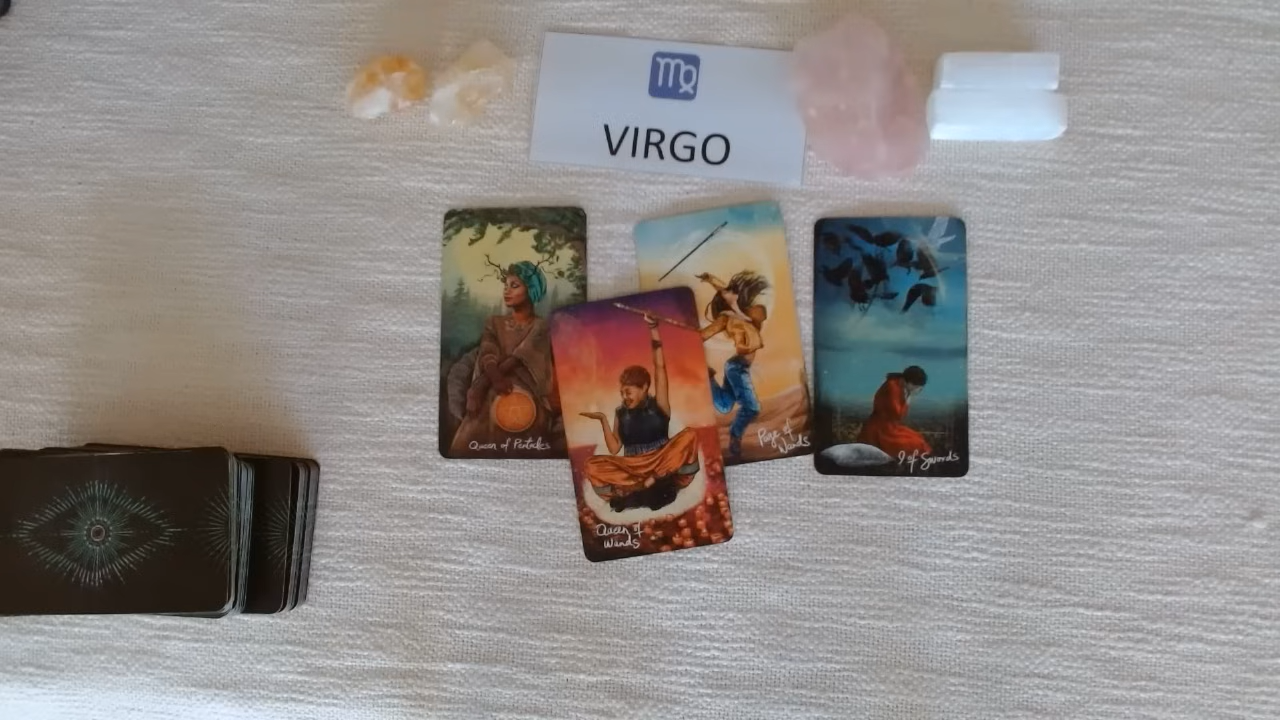 ♍
VIRGO
Queen of Pentacles
Page of
Wands
9 of Swords
Queen of
Wands